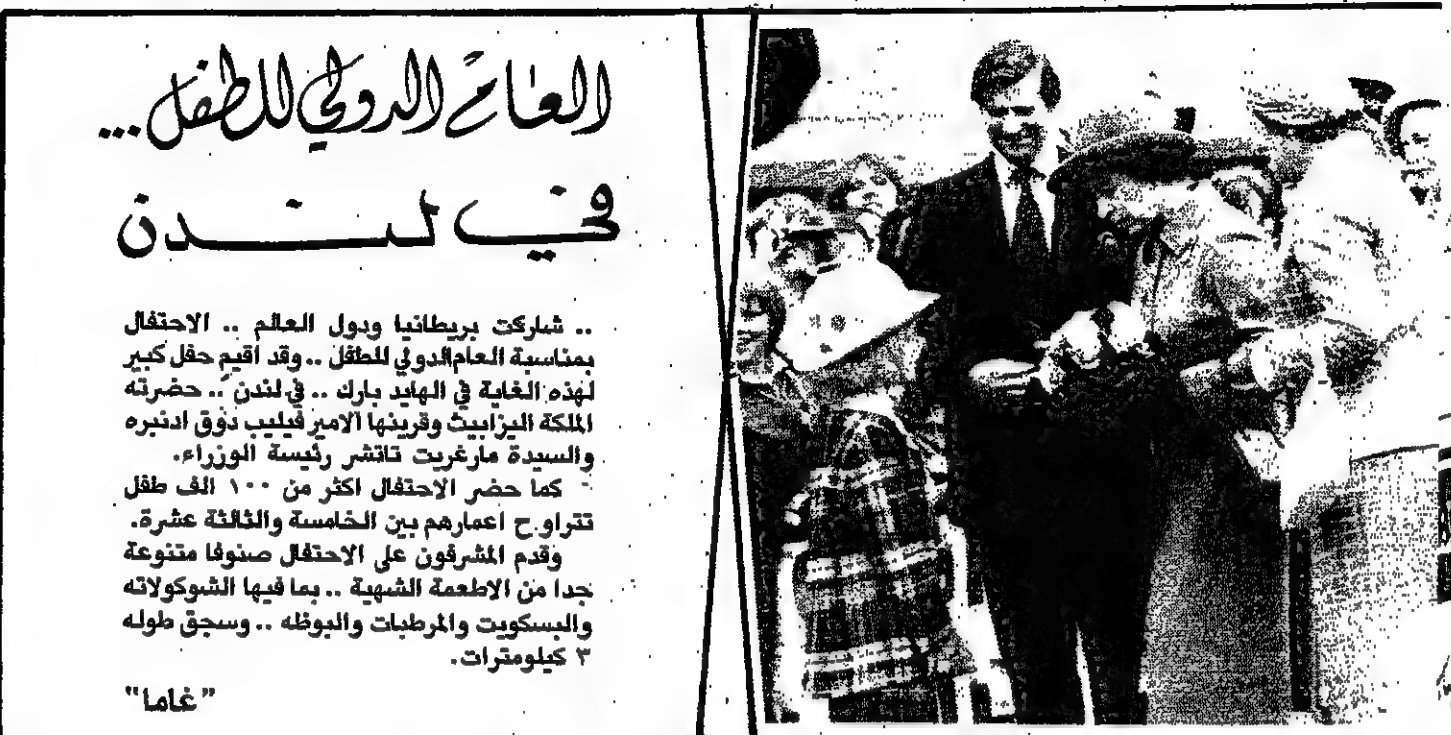 العام الدولي للطفل...
في لندن
.. شاركت بريطانيا ودول العالم .. الاحتفال
بمناسبة العام الدولي للطفل .. وقد اقيم حفل كبير
لهذه الغاية في الهايد بارك .. في لندن .. حضرته
الملكة اليزابيث وقرينها الامير فيليب دوق ادنبره
والسيدة مارغريت تاتشر رئيسة الوزراء.
كما حضر الاحتفال اكثر من ١٠٠ الف طفل
تتراوح اعمارهم بين الخامسة والثالثة عشرة.
وقدم المشرفون على الاحتفال صنوفا متنوعة
جدا من الاطعمة الشهية .. بما فيها الشوكولاته
والبسكويت والمرطبات والبوظه .. وسجق طوله
٣ كيلومترات.
"غاما"